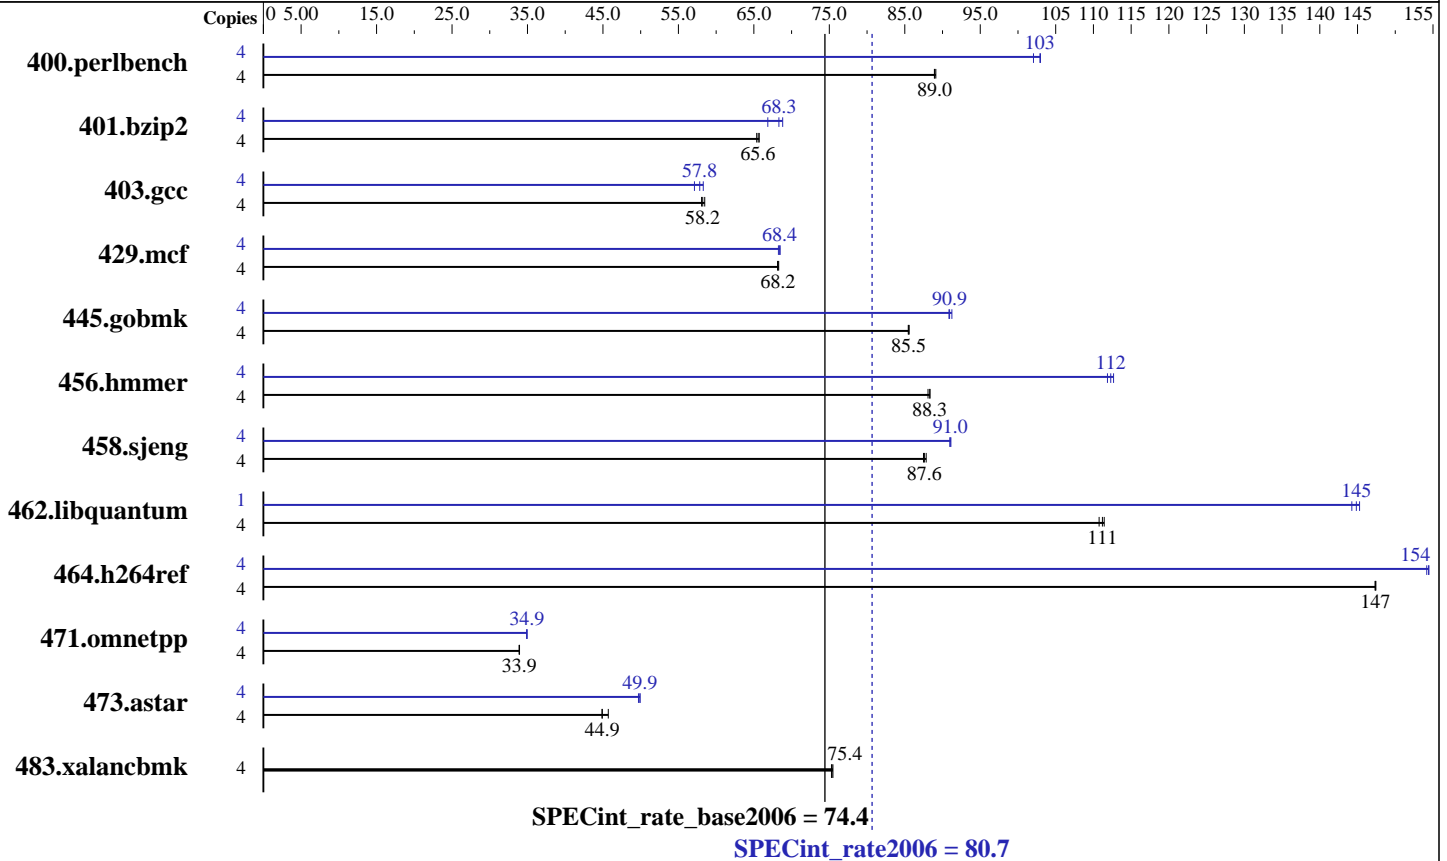 Copies 0 5.00 15.0 25.0 35.0 45.0 55.0 65.0 75.0 85.0 95.0 105 110 115 120 125 130 135 140 145 155
400.perlbench 4 103
4 89.0
401.bzip2 4 68.3
4 65.6
403.gcc 4 57.8
4 58.2
429.mcf 4 68.4
4 68.2
445.gobmk 4 90.9
4 85.5
456.hmmer 4 112
4 88.3
458.sjeng 4 91.0
4 87.6
462.libquantum 1 145
4 111
464.h264ref 4 154
4 147
471.omnetpp 4 34.9
4 33.9
473.astar 4 49.9
4 44.9
483.xalancbmk 4 75.4
SPECint_rate_base2006 = 74.4
SPECint_rate2006 = 80.7